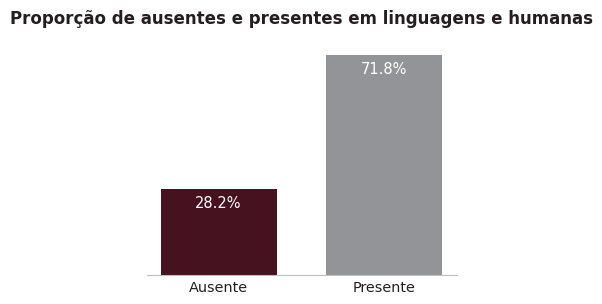 Proporção de ausentes e presentes em linguagens e humanas
71.8%
28.2%
Ausente
Presente